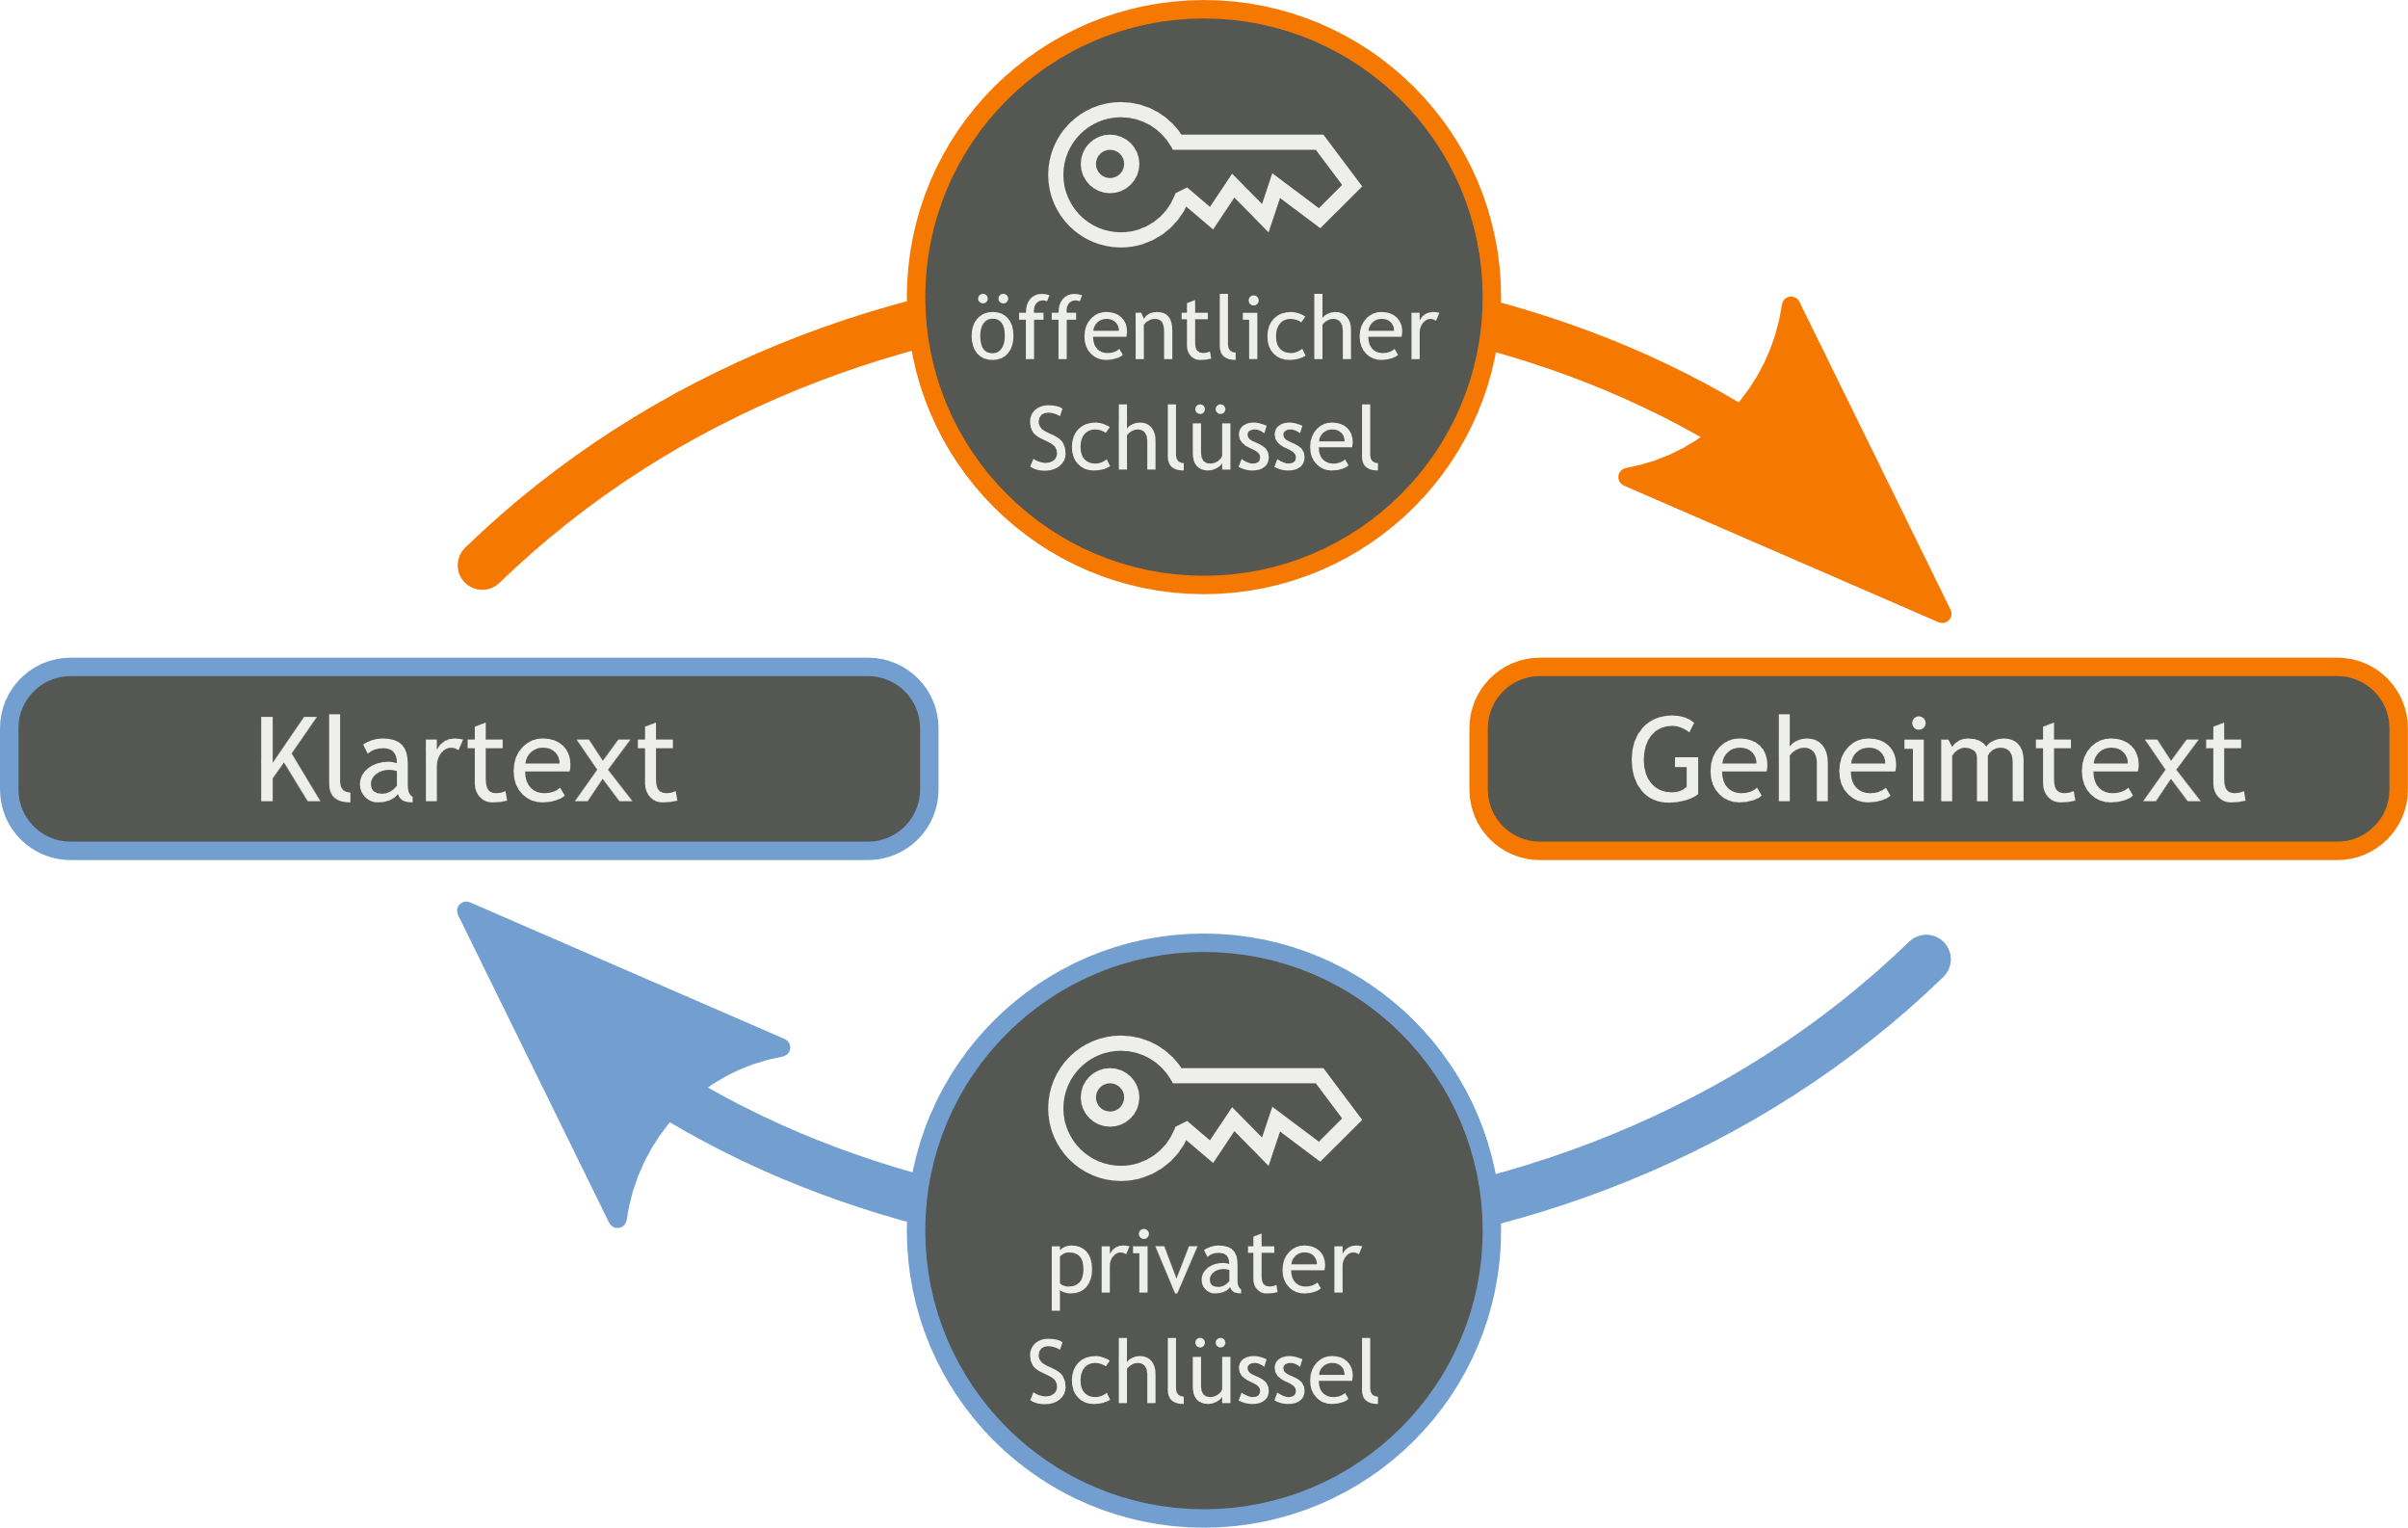 öffentlicher
Schlüssel
Klartext
Geheimtext
privater
Schlüssel